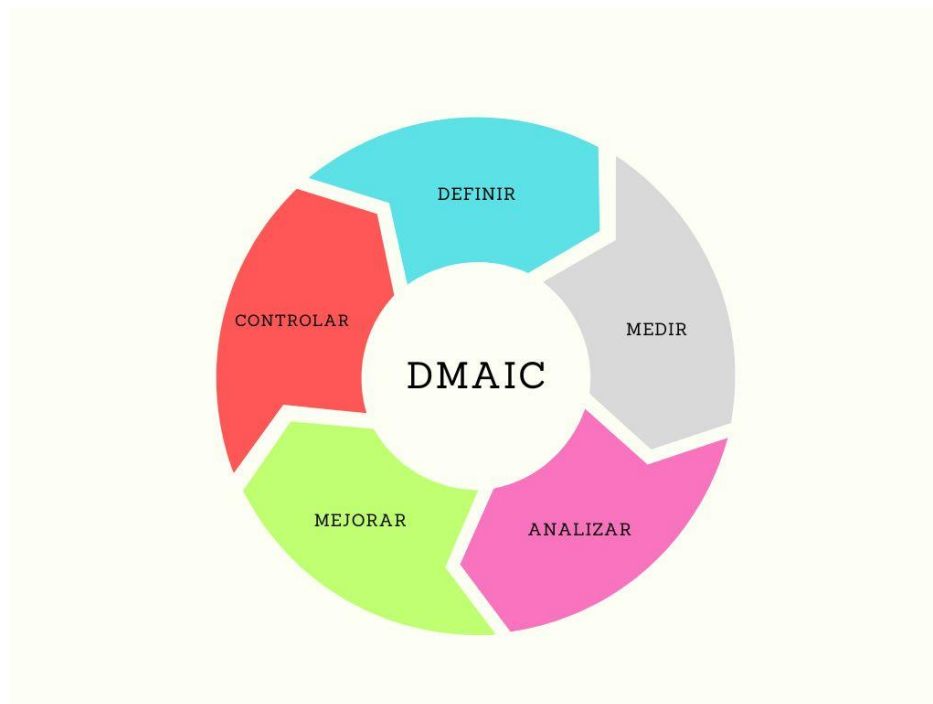 DEFINIR
MEDIR
ANALIZAR
MEJORAR
CONTROLAR
DMAIC